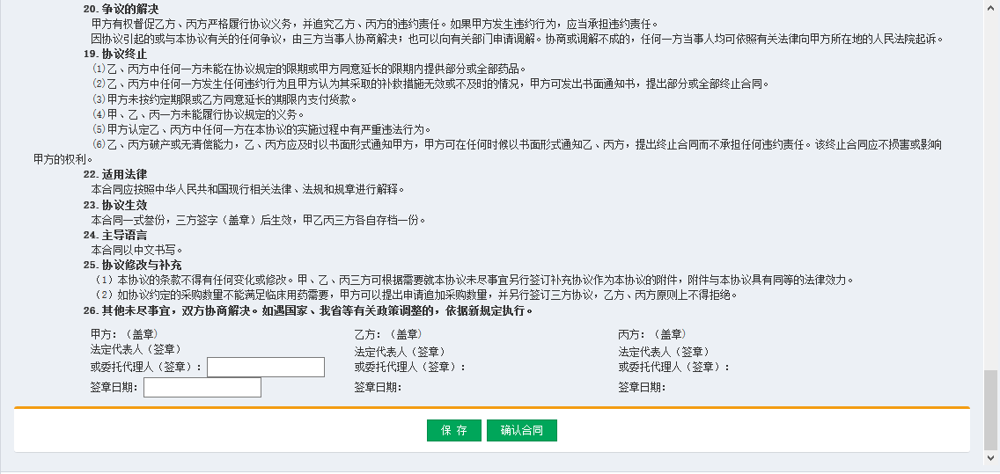 20. 争议的解决
甲方有权督促乙方、丙方严格履行协议义务，并追究乙方、丙方的违约责任。如果甲方发生违约行为，应当承担违约责任。
因协议引起的或与本协议有关的任何争议，由三方当事人协商解决；也可以向有关部门申请调解。协商或调解不成的，任何一方当事人均可依照有关法律向甲方所在地的人民法院起诉。
19. 协议终止
(1)乙、丙方中任何一方未能在协议规定的限期或甲方同意延长的限期内提供部分或全部药品。
(2)乙、丙方中任何一方发生任何违约行为且甲方认为其采取的补救措施无效或不及时的情况，甲方可发出书面通知书，提出部分或全部终止合同。
(3)甲方未按约定期限或乙方同意延长的期限内支付货款。
(4)甲、乙、丙一方未能履行协议规定的义务。
(5)甲方认定乙、丙方中任何一方在本协议的实施过程中有严重违法行为。
(6)乙、丙方破产或无清偿能力，乙、丙方应及时以书面形式通知甲方，甲方可在任何时候以书面形式通知乙、丙方，提出终止合同而不承担任何违约责任。该终止合同应不损害或影响
甲方的权利。
22. 适用法律
本合同应按照中华人民共和国现行相关法律、法规和规章进行解释。
23. 协议生效
本合同一式叁份，三方签字（盖章）后生效，甲乙丙三方各自存档一份。
24. 主导语言
本合同以中文书写。
25. 协议修改与补充
（1）本协议的条款不得有任何变化或修改。甲、乙、丙三方可根据需要就本协议未尽事宜另行签订补充协议作为本协议的附件，附件与本协议具有同等的法律效力。
（2）如协议约定的采购数量不能满足临床用药需要，甲方可以提出申请追加采购数量，并另行签订三方协议，乙方、丙方原则上不得拒绝。
26. 其他未尽事宜，双方协商解决。如遇国家、我省等有关政策调整的，依据新规定执行。
甲方：（盖章） 乙方：（盖章） 丙方：（盖章）
法定代表人（签章） 法定代表人（签章） 法定代表人（签章）
或委托代理人（签章）： 或委托代理人（签章）： 或委托代理人（签章）：
签章日期： 签章日期： 签章日期：
保 存 确认合同